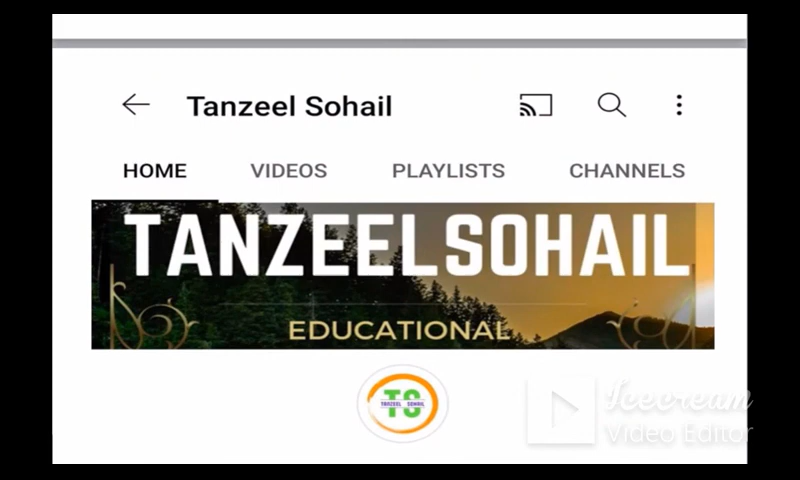 Tanzeel Sohail
HOME VIDEOS PLAYLISTS CHANNELS
TANZEELSOHAIL
EDUCATIONAL
TS
TANZEEL SOHAIL
Icecream
Video Editor